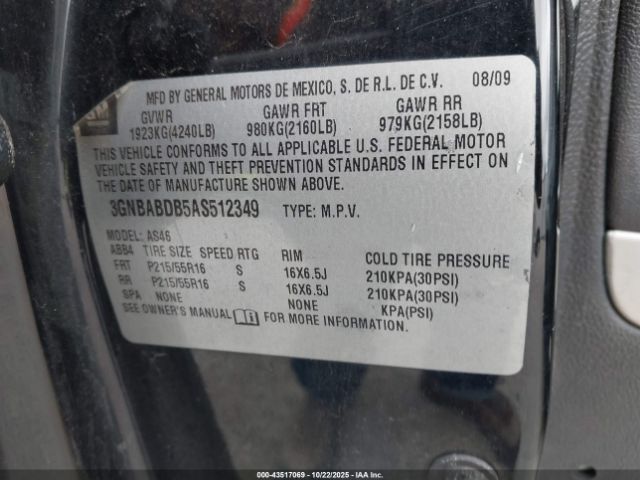 MFD BY GENERAL MOTORS DE MEXICO, S. DE R.L. DE C.V. 08/09
GVWR GAWR FRT GAWR RR
1923KG(4240LB) 980KG(2160LB) 979KG(2158LB)
THIS VEHICLE CONFORMS TO ALL APPLICABLE U.S. FEDERAL MOTOR
VEHICLE SAFETY AND THEFT PREVENTION STANDARDS IN EFFECT ON
THE DATE OF MANUFACTURE SHOWN ABOVE.
3GNBABDB5AS512349 TYPE: M.P.V.
MODEL: AS46
ABB4 TIRE SIZE SPEED RTG RIM COLD TIRE PRESSURE
FRT P215/55R16 S 16X6.5J 210KPA(30PSI)
RR P215/55R16 S 16X6.5J 210KPA(30PSI)
SPA NONE NONE KPA(PSI)
SEE OWNER'S MANUAL FOR MORE INFORMATION.
000-43517069 | 10/22/2025 | IAAHOLDINGS.COM